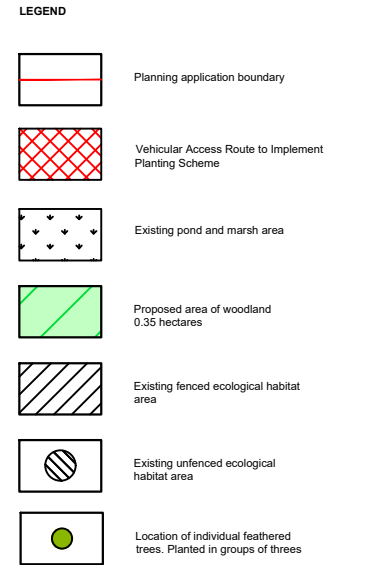 LEGEND
Planning application boundary
Vehicular Access Route to Implement
Planting Scheme
Existing pond and marsh area
Proposed area of woodland
0.35 hectares
Existing fenced ecological habitat
area
Existing unfenced ecological
habitat area
Location of individual feathered
trees. Planted in groups of threes